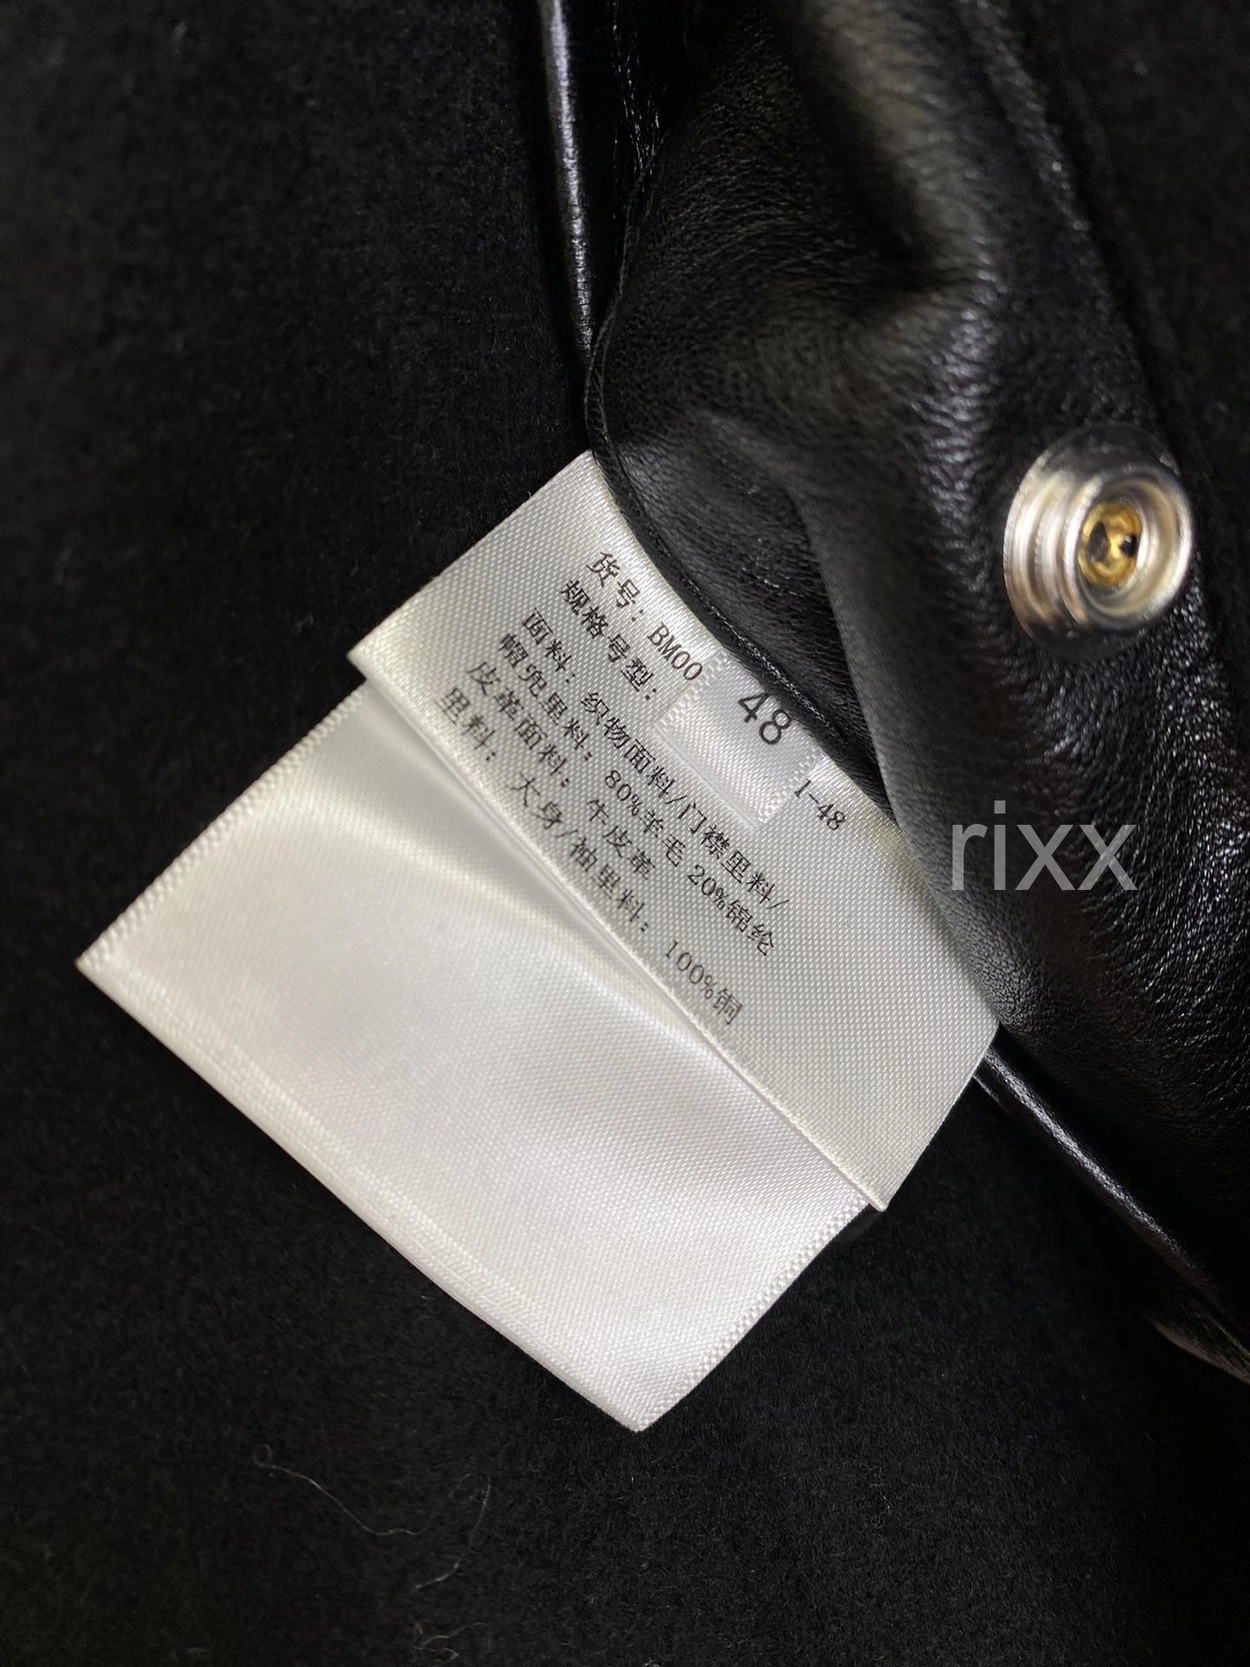 货号: BM00
48
规格号型:
1-48
面料: 织物面料/门襟里料/
帽兜里料: 80%羊毛 20%锦纶
皮革面料: 牛皮革
里料: 大身/袖里料: 100%铜
rixx